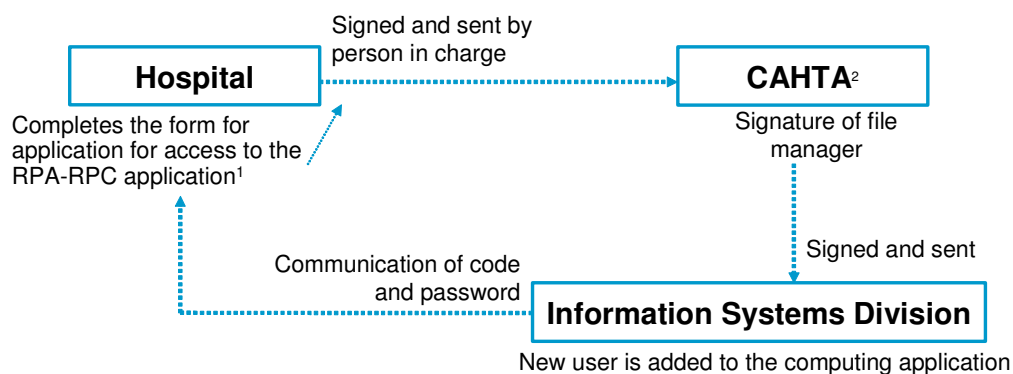 Signed and sent by
person in charge
Hospital
CAHTA2
Completes the form for
application for access to the
RPA-RPC application1
Signature of file
manager
Signed and sent
Communication of code
and password
Information Systems Division
New user is added to the computing application